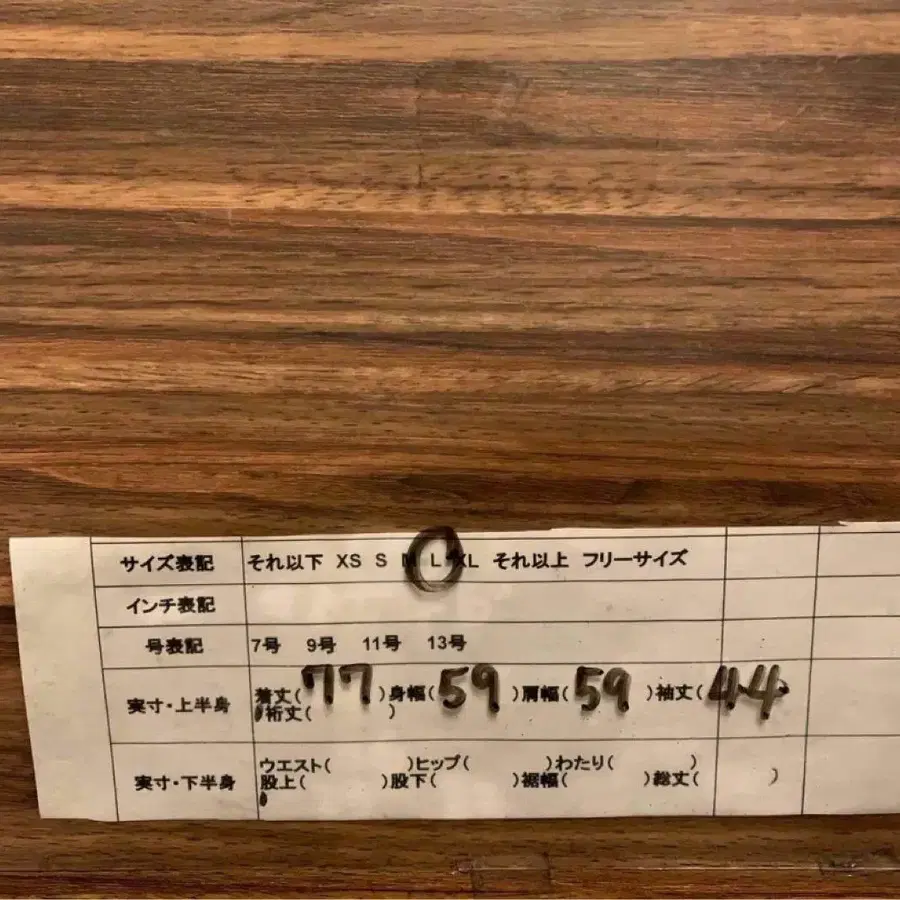 サイズ表記 それ以下 XS S M L XL それ以上 フリーサイズ
インチ表記
号表記 7号 9号 11号 13号
実寸・上半身 着丈(77)身幅(59)肩幅(59)袖丈(44
裄丈( )
実寸・下半身 ウエスト( )ヒップ( )わたり( )
股上( )股下( )裾幅( )総丈( )